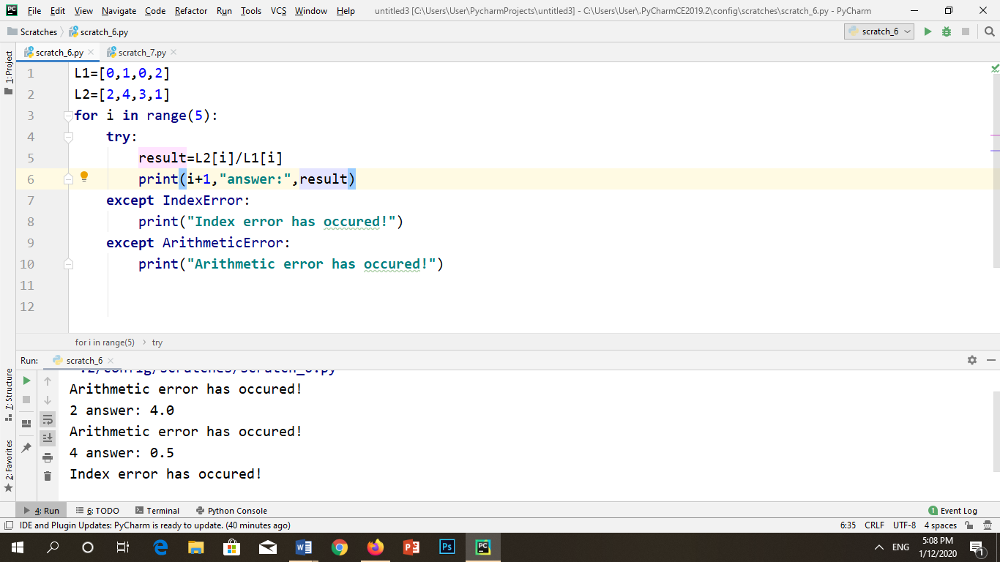 File Edit View Navigate Code Refactor Run Tools VCS Window Help untitled3 [C:\Users\User\PycharmProjects\untitled3] - C:\Users\User\.PyCharmCE2019.2\config\scratches\scratch_6.py - PyCharm
Scratches scratch_6.py scratch_6
scratch_6.py scratch_7.py
1: Project
1 L1=[0,1,0,2]
2 L2=[2,4,3,1]
3 for i in range(5):
4     try:
5         result=L2[i]/L1[i]
6         print(i+1,"answer:",result)
7     except IndexError:
8         print("Index error has occured!")
9     except ArithmeticError:
10         print("Arithmetic error has occured!")
11
12
for i in range(5) › try
Run: scratch_6
7: Structure
2: Favorites
.2/config/scratches/scratch_6.py
Arithmetic error has occured!
2 answer: 4.0
Arithmetic error has occured!
4 answer: 0.5
Index error has occured!
4: Run 6: TODO Terminal Python Console 1 Event Log
IDE and Plugin Updates: PyCharm is ready to update. (40 minutes ago) 6:35 CRLF UTF-8 4 spaces
ENG 5:08 PM
1/12/2020 1